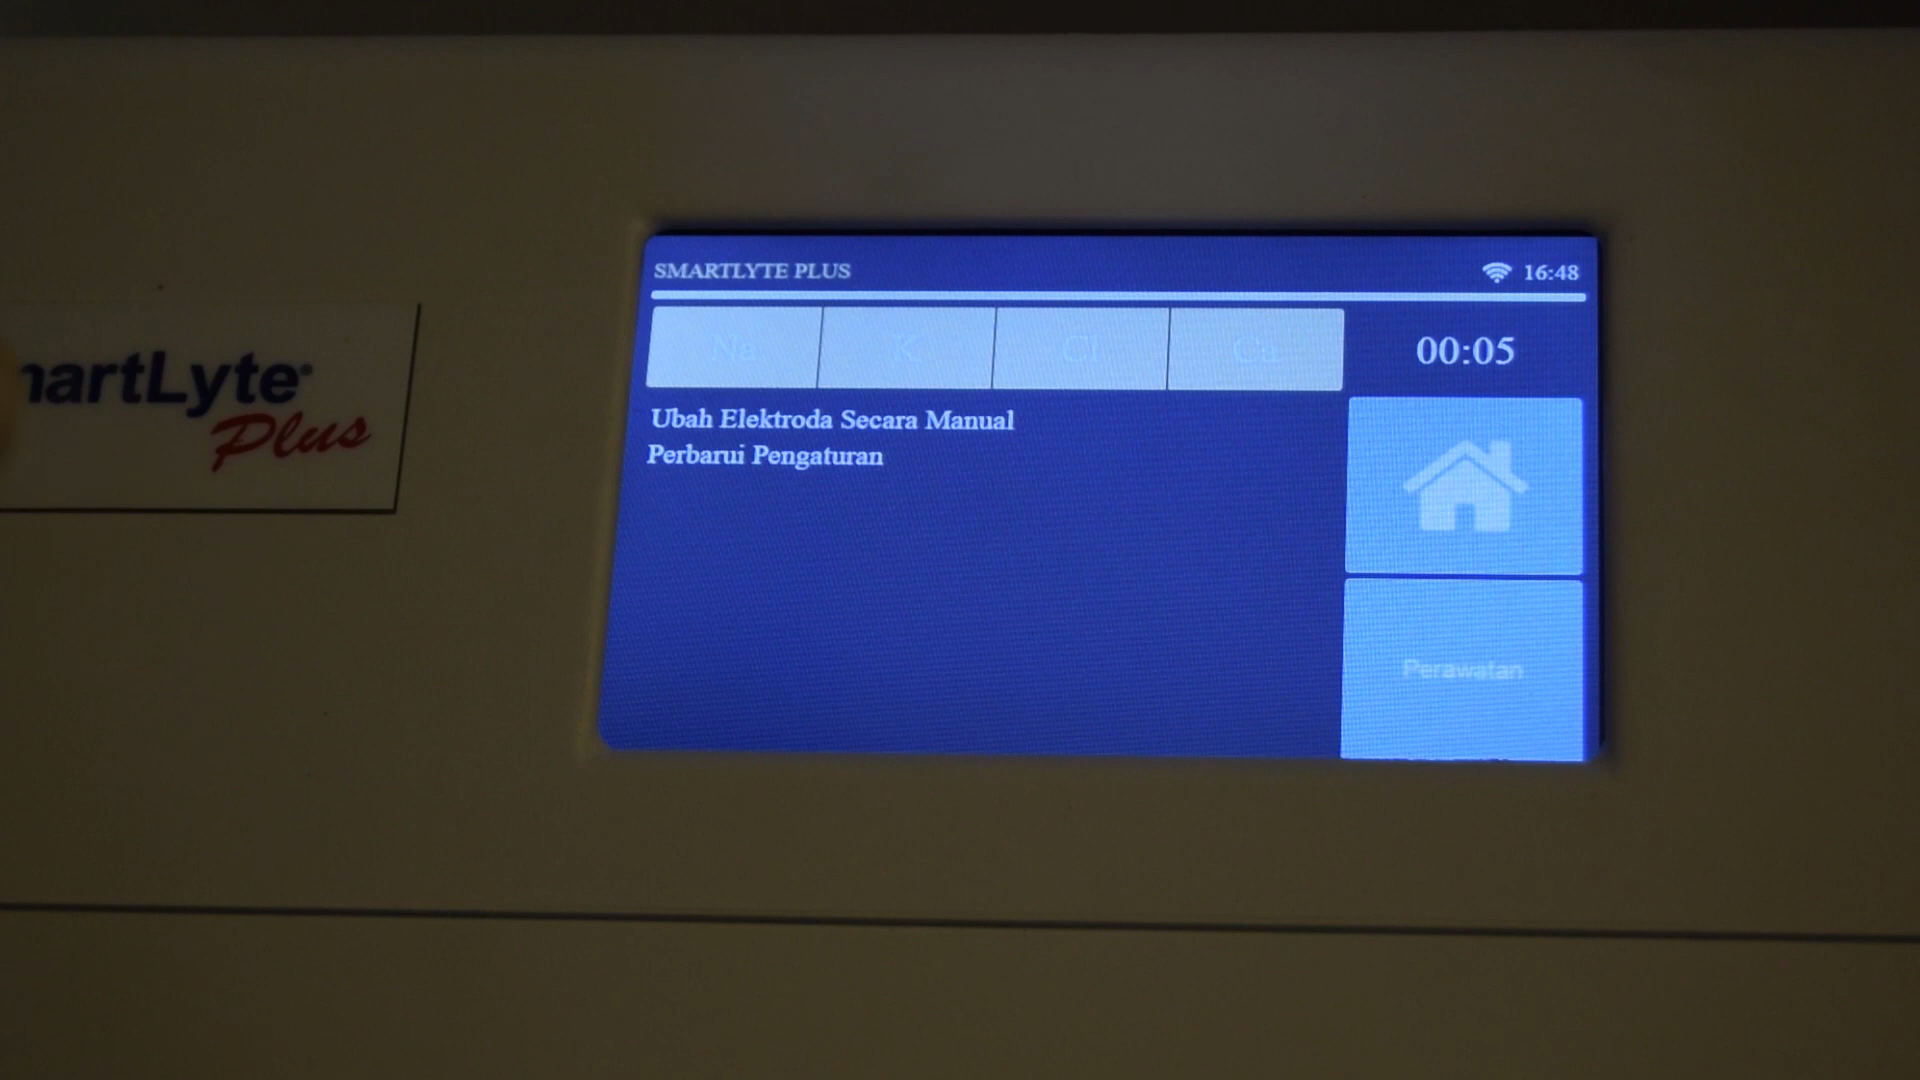 SMARTLYTE PLUS
16:48
Na K Cl Ca
00:05
Ubah Elektroda Secara Manual
Perbarui Pengaturan
Perawatan
artLyte
Plus